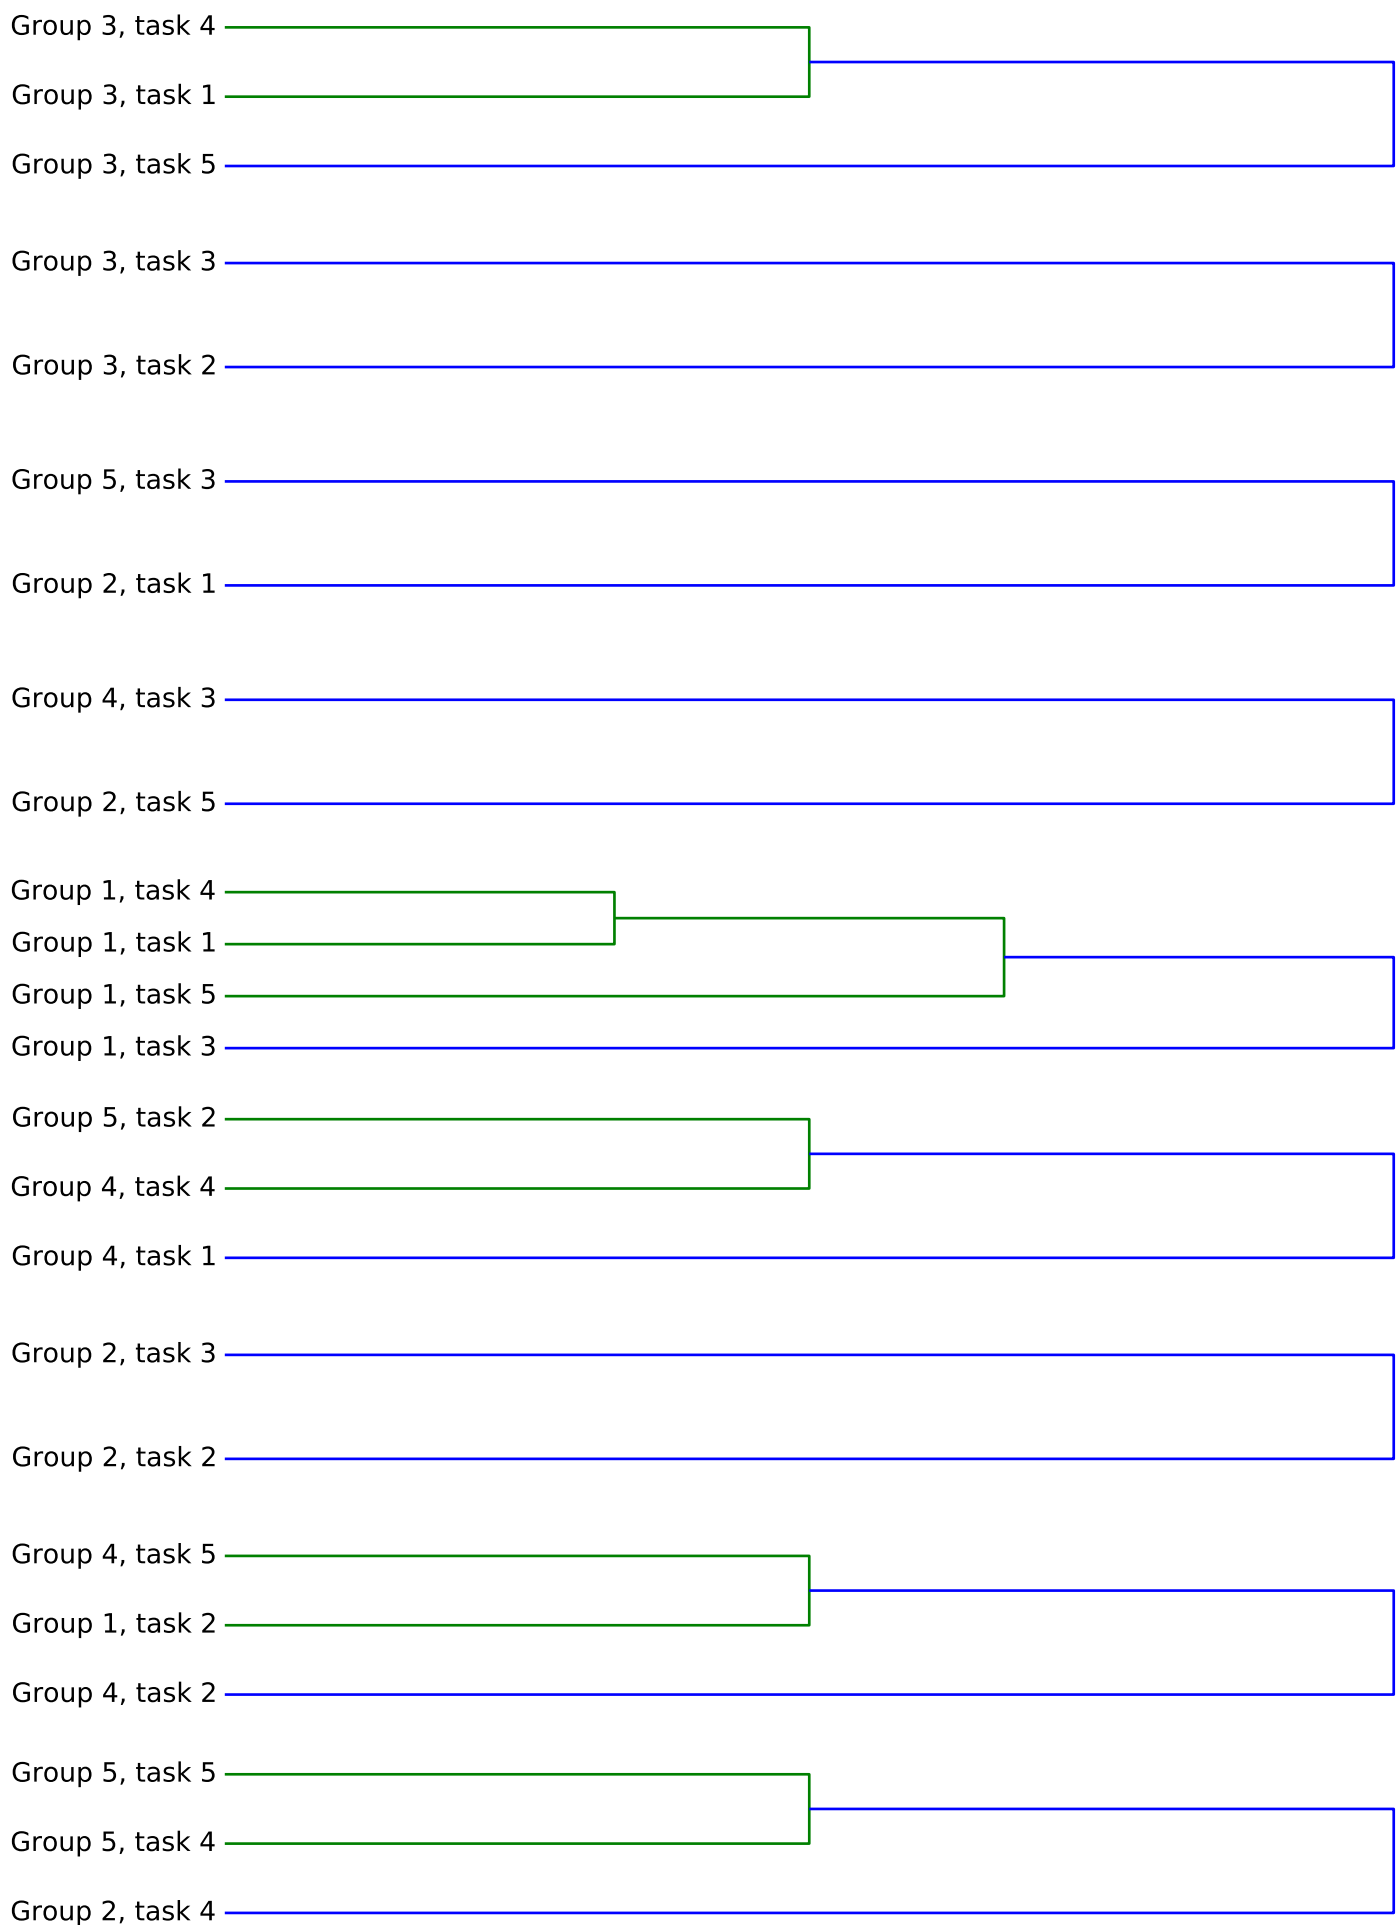 Group 3, task 4
Group 3, task 1
Group 3, task 5
Group 3, task 3
Group 3, task 2
Group 5, task 3
Group 2, task 1
Group 4, task 3
Group 2, task 5
Group 1, task 4
Group 1, task 1
Group 1, task 5
Group 1, task 3
Group 5, task 2
Group 4, task 4
Group 4, task 1
Group 2, task 3
Group 2, task 2
Group 4, task 5
Group 1, task 2
Group 4, task 2
Group 5, task 5
Group 5, task 4
Group 2, task 4